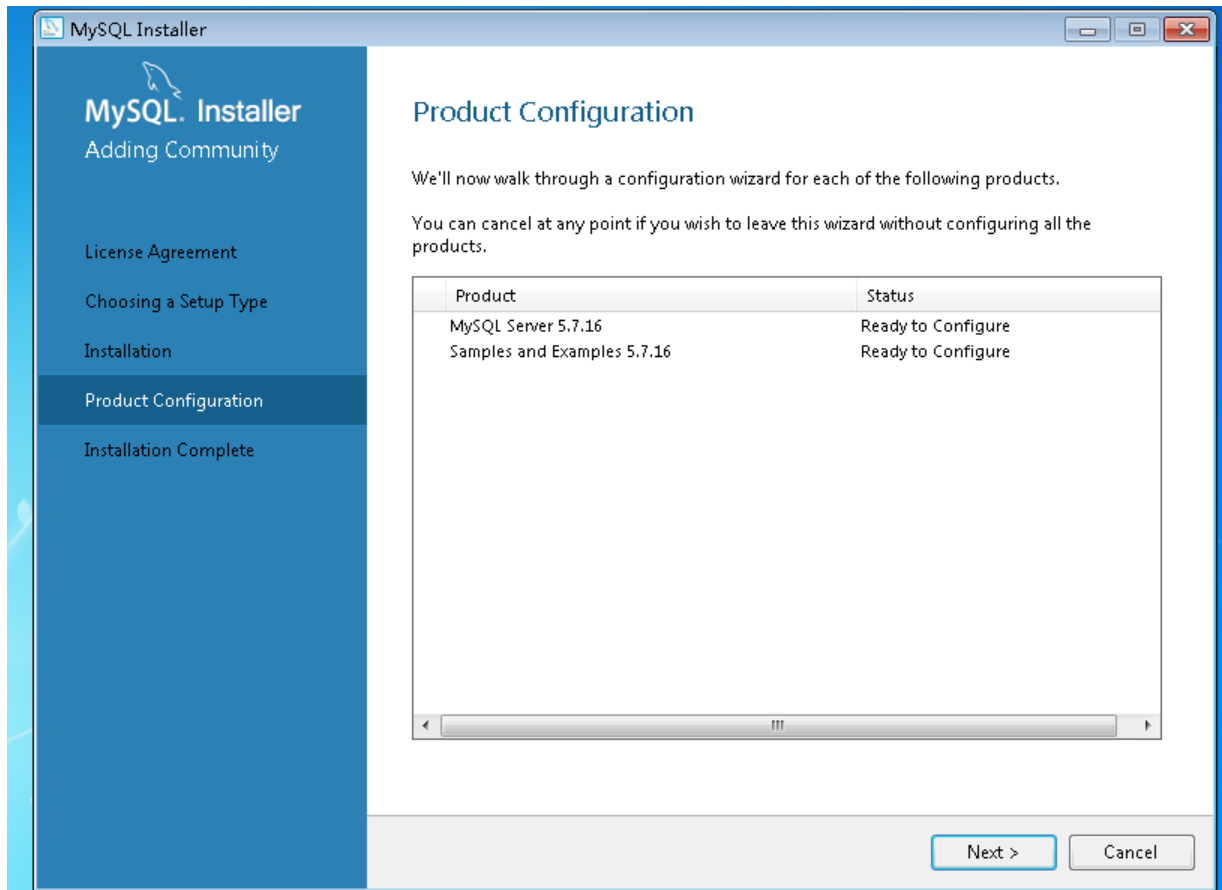 MySQL Installer
MySQL. Installer
Adding Community
License Agreement
Choosing a Setup Type
Installation
Product Configuration
Installation Complete
Product Configuration
We'll now walk through a configuration wizard for each of the following products.
You can cancel at any point if you wish to leave this wizard without configuring all the
products.
Product Status
MySQL Server 5.7.16 Ready to Configure
Samples and Examples 5.7.16 Ready to Configure
Next > Cancel